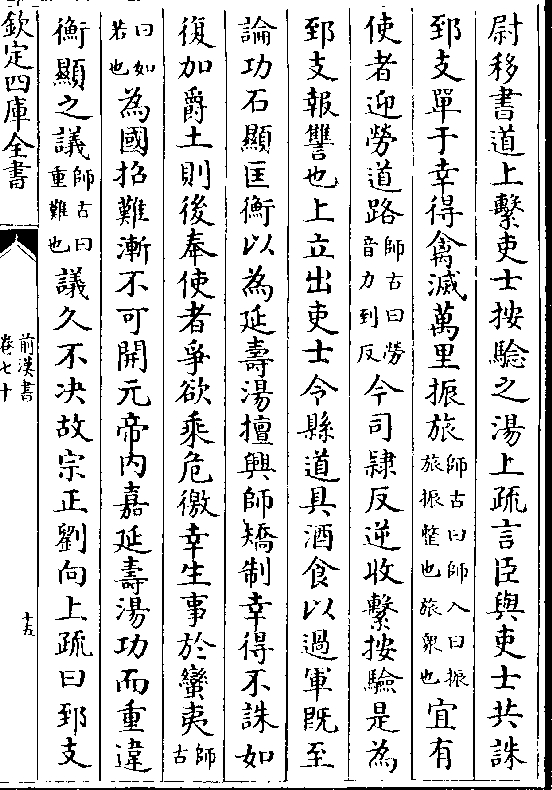 尉移書道上繫吏士按騐之湯上疏言臣與吏士共誅
郅支單于幸得禽滅萬里振旅師古曰師入曰振旅振整也旅衆也宜有
使者迎勞道路師古曰勞音力到反今司隷反逆收繫按驗是為
郅支報讐也上立出吏士令縣道具酒食以過軍既至
論功石顯匡衡以為延壽湯擅興師矯制幸得不誅如
復加爵土則後奉使者爭欲乘危徼幸生事於蠻夷師古
曰如若也為國招難漸不可開元帝内嘉延壽湯功而重違
衡顯之議師古曰重難也議久不決故宗正劉向上疏曰郅支
欽定四庫全書
前漢書
卷七十
十五